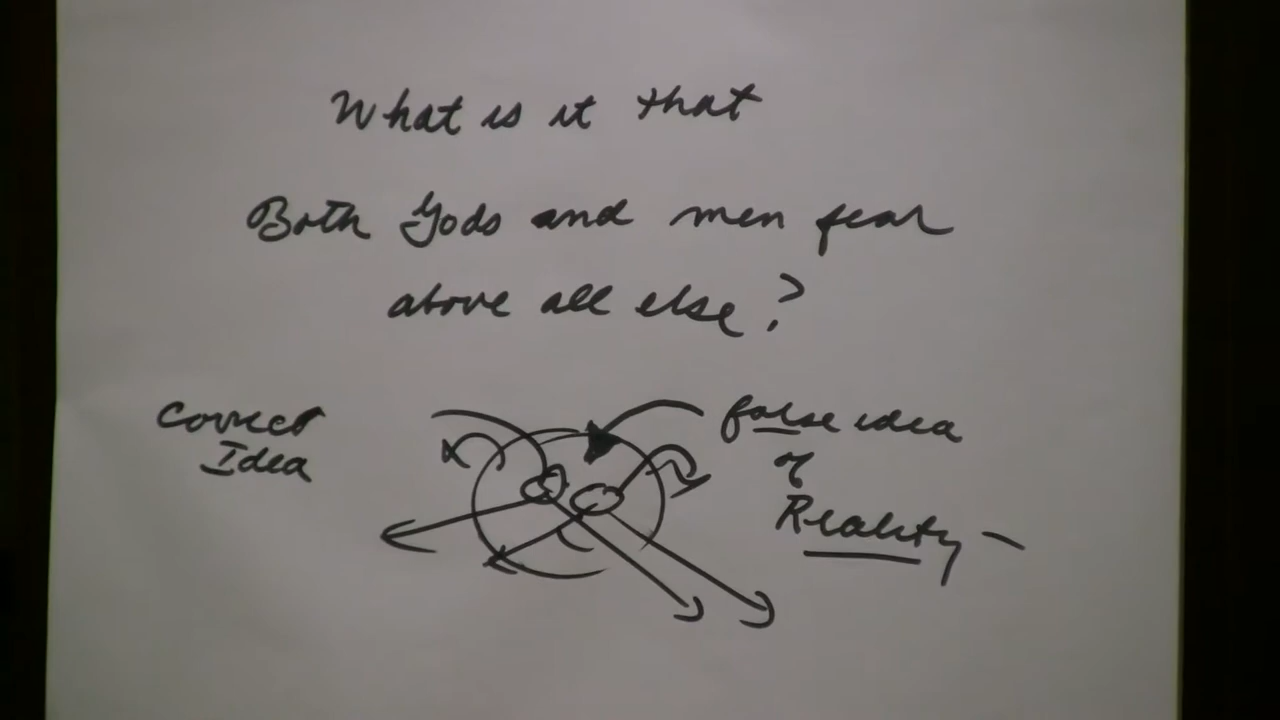 What is it that
Both Gods and men fear
above all else?
Correct
Idea
false idea
of
Reality –